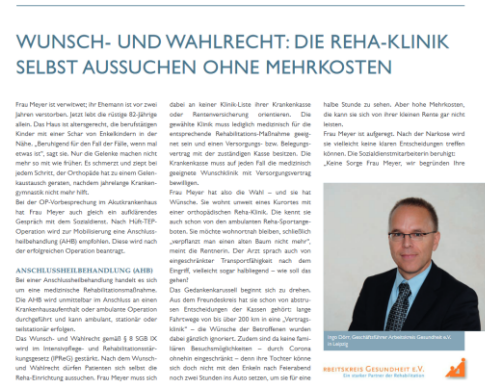 WUNSCH- UND WAHLRECHT: DIE REHA-KLINIK
SELBST AUSSUCHEN OHNE MEHRKOSTEN
Frau Meyer ist verwitwet; ihr Ehemann ist vor zwei
Jahren verstorben. Jetzt lebt die rüstige 82-Jährige
allein. Das Haus ist altersgerecht, die berufstätigen
Kinder mit einer Schar von Enkelkindern in der
Nähe. „Beruhigend für den Fall der Fälle, wenn mal
etwas ist“, sagt sie. Nur die Gelenke machen nicht
mehr so mit wie früher. Es schmerzt und ziept bei
jedem Schritt, der Orthopäde hat zu einem Gelen-
kaustausch geraten, nachdem jahrelange Kranken-
gymnastik nicht mehr hilft.
Bei der OP-Vorbesprechung im Akutkrankenhaus
hat Frau Meyer auch gleich ein aufklärendes
Gespräch mit dem Sozialdienst. Nach Hüft-TEP-
Operation wird zur Mobilisierung eine Anschluss-
heilbehandlung (AHB) empfohlen. Diese wird nach
der erfolgreichen Operation beantragt.
ANSCHLUSSHEILBEHANDLUNG (AHB)
Bei einer Anschlussheilbehandlung handelt es sich
um eine medizinische Rehabilitationsmaßnahme.
Die AHB wird unmittelbar im Anschluss an einen
Krankenhausaufenthalt oder ambulante Operation
durchgeführt und kann ambulant, stationär oder
teilstationär erfolgen.
Das Wunsch- und Wahlrecht gemäß § 8 SGB IX
wird im Intensivpflege- und Rehabilitationsstär-
kungsgesetz (IPReG) gestärkt. Nach dem Wunsch-
und Wahlrecht dürfen Patienten sich selbst die
Reha-Einrichtung aussuchen. Frau Meyer muss sich
dabei an keiner Klinik-Liste ihrer Krankenkasse
oder Rentenversicherung orientieren. Die
gewählte Klinik muss lediglich medizinisch für die
entsprechende Rehabilitations-Maßnahme geeig-
net sein und einen Versorgungs- bzw. Belegungs-
vertrag mit der zuständigen Kasse besitzen. Die
Krankenkasse muss auf jeden Fall die medizinisch
geeignete Wunschklinik mit Versorgungsvertrag
bewilligen.
Frau Meyer hat also die Wahl – und sie hat
Wünsche. Sie wohnt unweit eines Kurortes mit
einer orthopädischen Reha-Klinik. Die kennt sie
auch schon von den ambulanten Reha-Sportange-
boten. Sie möchte wohnortnah bleiben, schließlich
„verpflanzt man einen alten Baum nicht mehr“,
meint die Rentnerin. Der Arzt sprach auch von
eingeschränkter Transportfähigkeit nach dem
Eingriff, vielleicht sogar halbliegend – wie soll das
gehen?
Das Gedankenkarussell beginnt sich zu drehen.
Aus dem Freundeskreis hat sie schon von abstru-
sen Entscheidungen der Kassen gehört: lange
Fahrtwege von bis über 200 km in eine „Vertrags-
klinik“ – die Wünsche der Betroffenen wurden
dabei gänzlich ignoriert. Zudem sind da keine fami-
liären Besuchmöglichkeiten – durch Corona
ohnehin eingeschränkt – denn ihre Tochter könne
sich doch nicht mit den Enkeln nach Feierabend
noch zwei Stunden ins Auto setzen, um sie für eine
halbe Stunde zu sehen. Aber hohe Mehrkosten,
die kann sie sich von ihrer kleinen Rente gar nicht
leisten.
Frau Meyer ist aufgeregt. Nach der Narkose wird
sie vielleicht keine klaren Entscheidungen treffen
können. Die Sozialdienstmitarbeiterin beruhigt:
„Keine Sorge Frau Meyer, wir begründen Ihre
Ingo Dörr, Geschäftsführer Arbeitskreis Gesundheit e.V.
in Leipzig
RBEITSKREIS GESUNDHEIT E.V.
Ein starker Partner der Rehabilitation